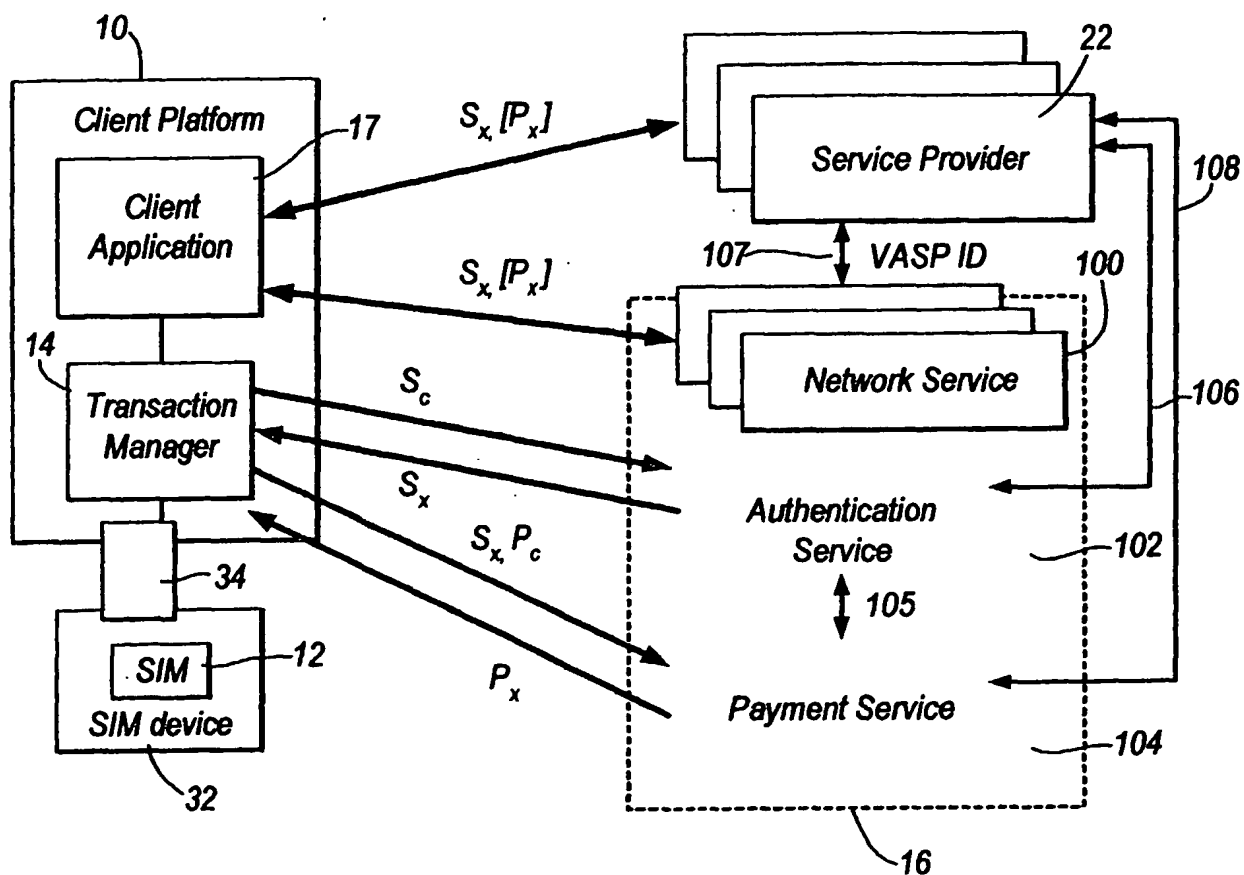 10
Client Platform
17
Client
Application
14
Transaction
Manager
34
SIM
12
SIM device
32
Sx, [Px]
Sx, [Px]
Sc
Sx
Sx, Pc
Px
22
Service Provider
108
107
VASP ID
100
Network Service
106
Authentication
Service
102
105
Payment Service
104
16